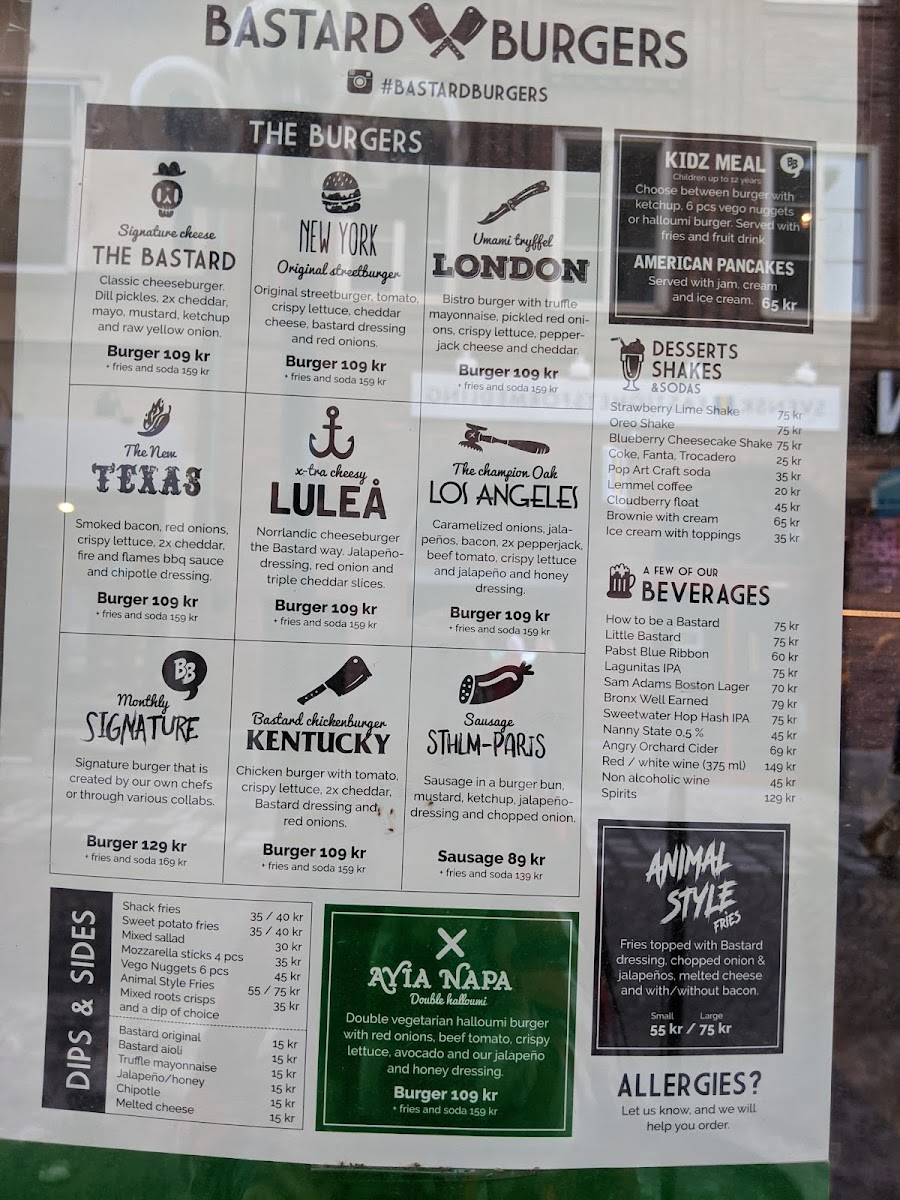 BASTARD BURGERS
#BASTARDBURGERS
THE BURGERS
Signature cheese
THE BASTARD
Classic cheeseburger.
Dill pickles, 2x cheddar,
mayo, mustard, ketchup
and raw yellow onion.
Burger 109 kr
+ fries and soda 159 kr
NEW YORK
Original streetburger
Original streetburger, tomato,
crispy lettuce, cheddar
cheese, bastard dressing
and red onions.
Burger 109 kr
+ fries and soda 159 kr
Umami tryffel
LONDON
Bistro burger with truffle
mayonnaise, pickled red oni-
ons, crispy lettuce, pepper-
jack cheese and cheddar.
Burger 109 kr
+ fries and soda 159 kr
The New
TEXAS
Smoked bacon, red onions,
crispy lettuce, 2x cheddar,
fire and flames bbq sauce
and chipotle dressing.
Burger 109 kr
+ fries and soda 159 kr
x-tra cheesy
LULEÅ
Norrlandic cheeseburger
the Bastard way. Jalapeño-
dressing, red onion and
triple cheddar slices.
Burger 109 kr
+ fries and soda 159 kr
The champion Oak
LOS ANGELES
Caramelized onions, jala-
peños, bacon, 2x pepperjack,
beef tomato, crispy lettuce
and jalapeño and honey
dressing.
Burger 109 kr
+ fries and soda 159 kr
BB
Monthly
SIGNATURE
Signature burger that is
created by our own chefs
or through various collabs.
Burger 129 kr
+ fries and soda 169 kr
Bastard chickenburger
KENTUCKY
Chicken burger with tomato,
crispy lettuce, 2x cheddar,
Bastard dressing and
red onions.
Burger 109 kr
+ fries and soda 159 kr
Sausage
STHLM-PARIS
Sausage in a burger bun,
mustard, ketchup, jalapeño-
dressing and chopped onion.
Sausage 89 kr
+ fries and soda 139 kr
DIPS & SIDES
Shack fries 35 / 40 kr
Sweet potato fries 35 / 40 kr
Mixed sallad 30 kr
Mozzarella sticks 4 pcs 35 kr
Vego Nuggets 6 pcs 45 kr
Animal Style Fries 55 / 75 kr
Mixed roots crisps 35 kr
and a dip of choice
Bastard original 15 kr
Bastard aioli 15 kr
Truffle mayonnaise 15 kr
Jalapeño/honey 15 kr
Chipotle 15 kr
Melted cheese 15 kr
AYIA NAPA
Double halloumi
Double vegetarian halloumi burger
with red onions, beef tomato, crispy
lettuce, avocado and our jalapeño
and honey dressing.
Burger 109 kr
+ fries and soda 159 kr
KIDZ MEAL BB
Children up to 12 years
Choose between burger with
ketchup, 6 pcs vego nuggets
or halloumi burger. Served with
fries and fruit drink.
AMERICAN PANCAKES
Served with jam, cream
and ice cream. 65 kr
DESSERTS
SHAKES
& SODAS
Strawberry Lime Shake 75 kr
Oreo Shake 75 kr
Blueberry Cheesecake Shake 75 kr
Coke, Fanta, Trocadero 25 kr
Pop Art Craft soda 35 kr
Lemmel coffee 20 kr
Cloudberry float 45 kr
Brownie with cream 65 kr
Ice cream with toppings 35 kr
A FEW OF OUR
BEVERAGES
How to be a Bastard 75 kr
Little Bastard 75 kr
Pabst Blue Ribbon 60 kr
Lagunitas IPA 75 kr
Sam Adams Boston Lager 70 kr
Bronx Well Earned 79 kr
Sweetwater Hop Hash IPA 75 kr
Nanny State 0,5 % 45 kr
Angry Orchard Cider 69 kr
Red / white wine (375 ml) 149 kr
Non alcoholic wine 45 kr
Spirits 129 kr
ANIMAL
STYLE
FRIES
Fries topped with Bastard
dressing, chopped onion &
jalapeños, melted cheese
and with/without bacon.
Small Large
55 kr / 75 kr
ALLERGIES?
Let us know, and we will
help you order.